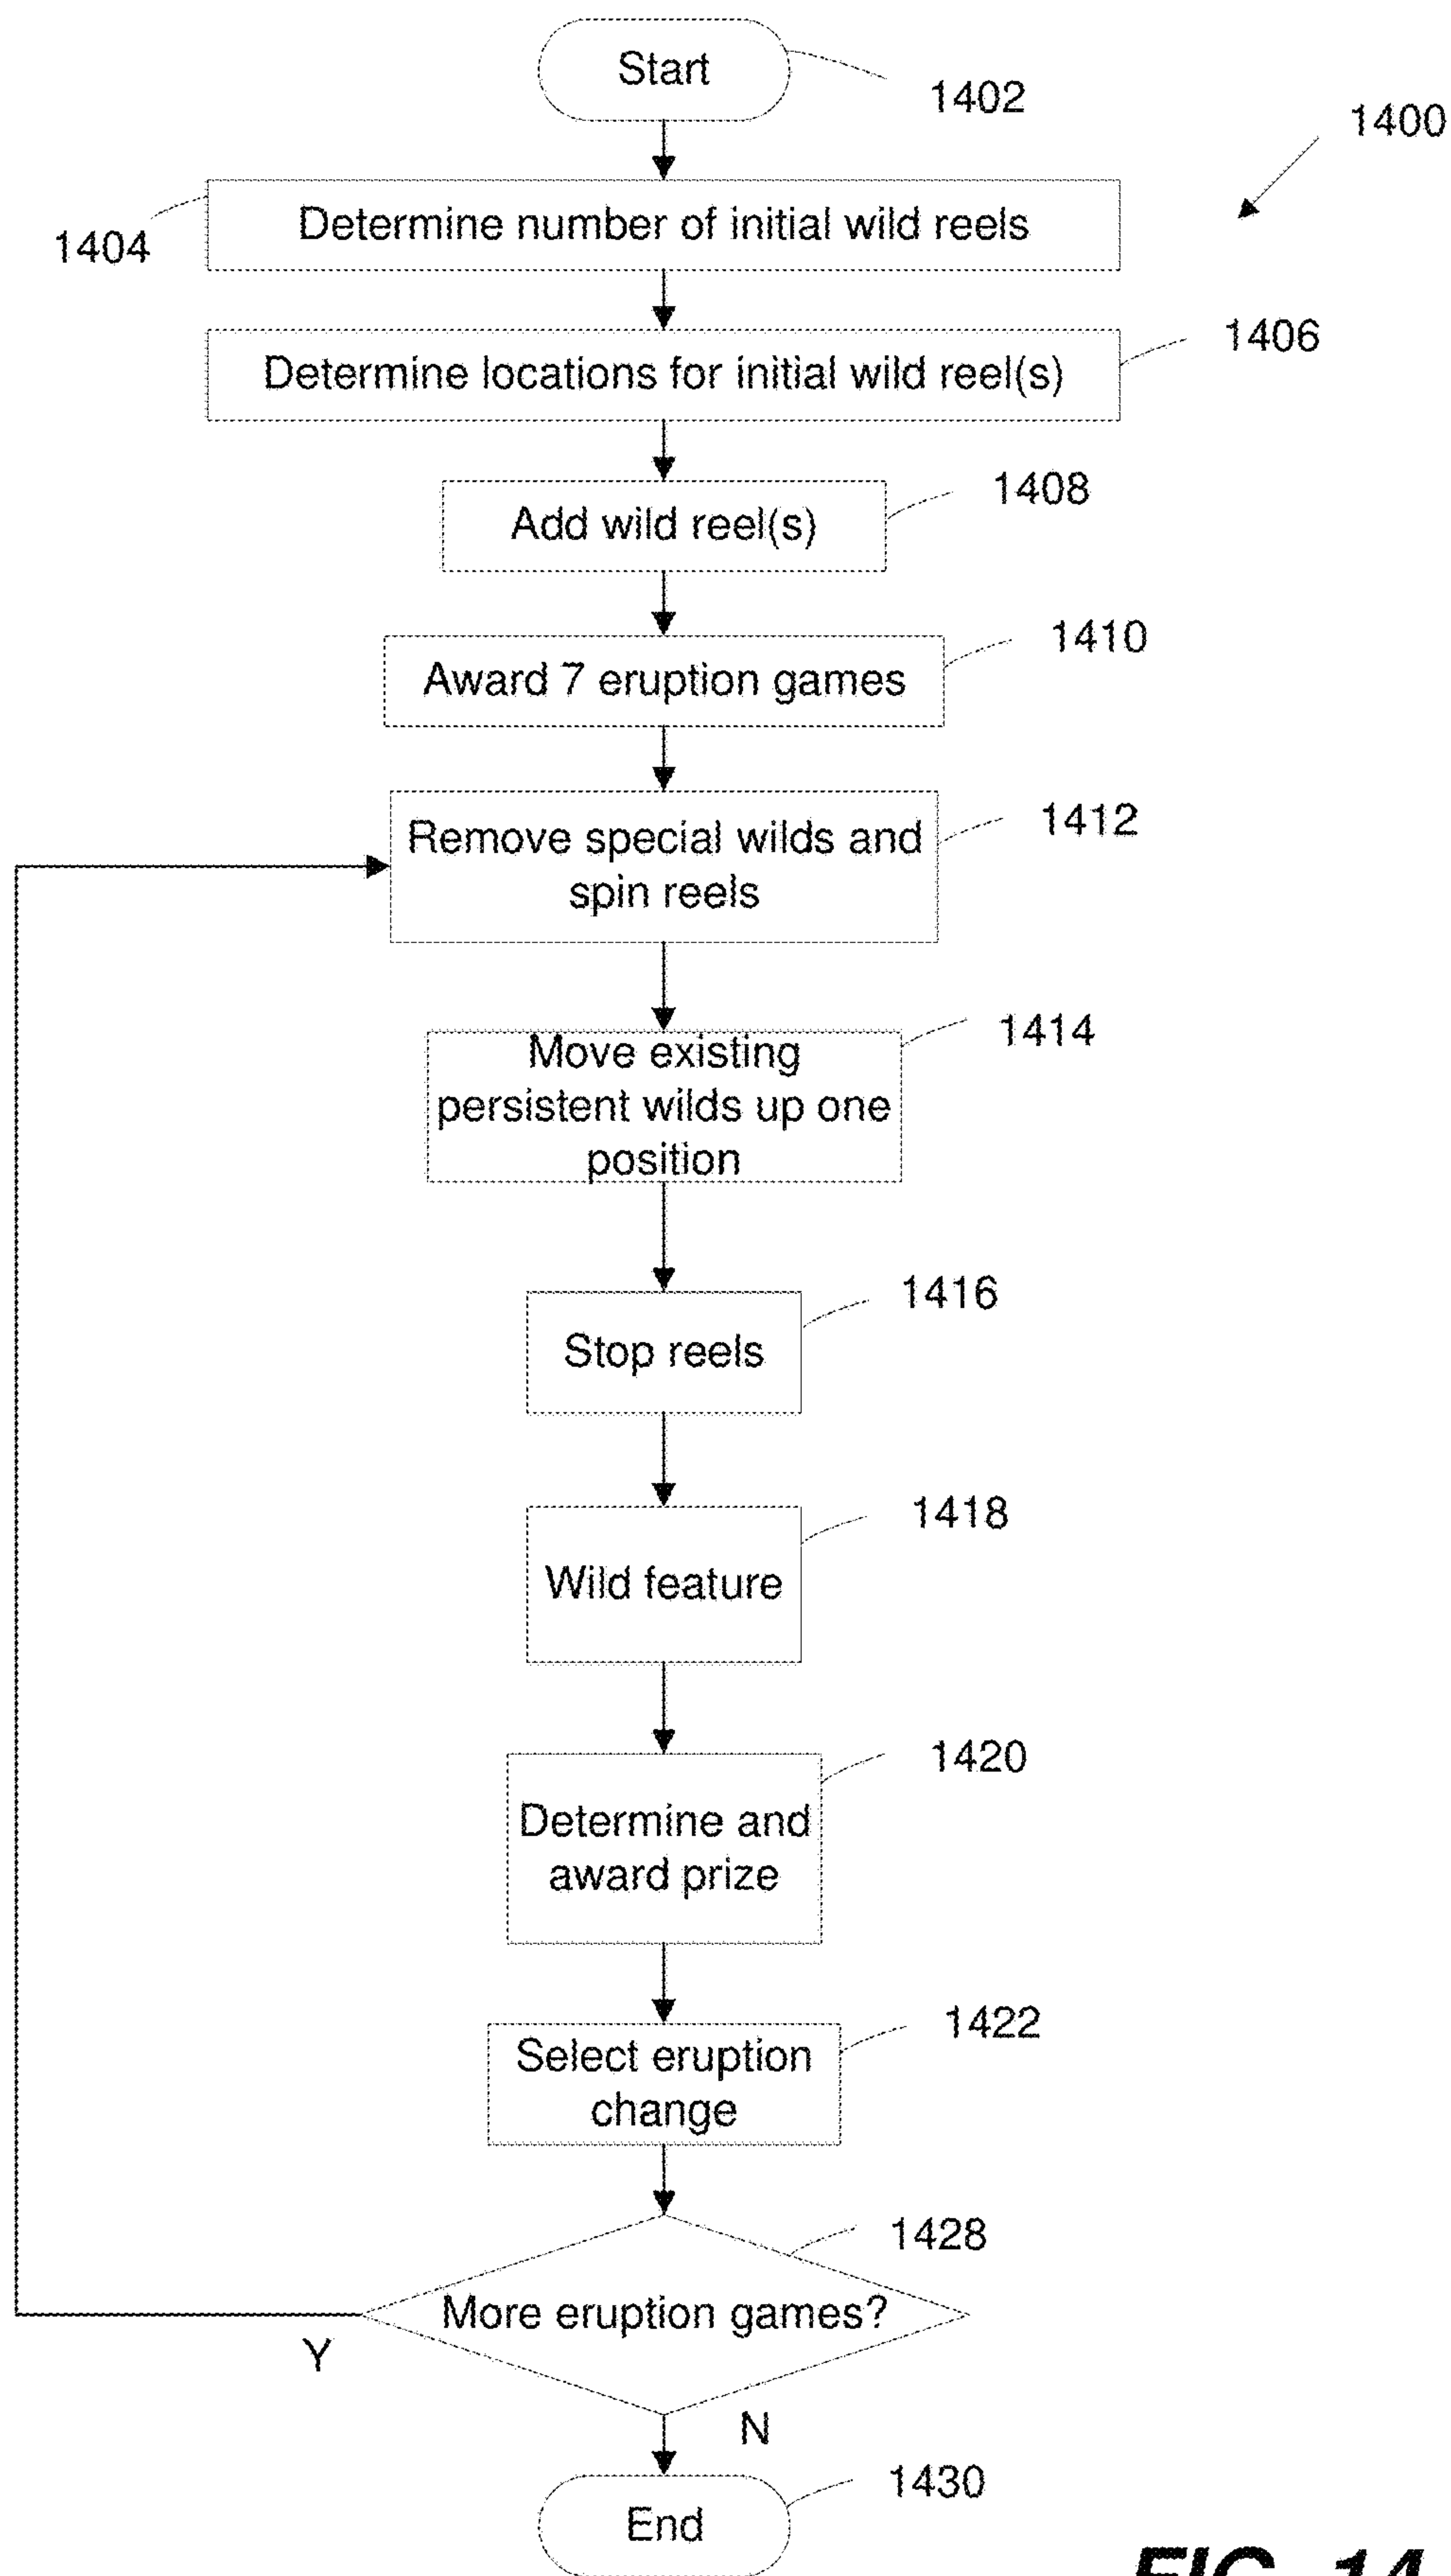 Start
1402
1400
Determine number of initial wild reels
1404
Determine locations for initial wild reel(s)
1406
Add wild reel(s)
1408
Award 7 eruption games
1410
Remove special wilds and
spin reels
1412
Move existing
persistent wilds up one
position
1414
Stop reels
1416
Wild feature
1418
Determine and
award prize
1420
Select eruption
change
1422
More eruption games?
1428
Y
N
End
1430
FIG. 14